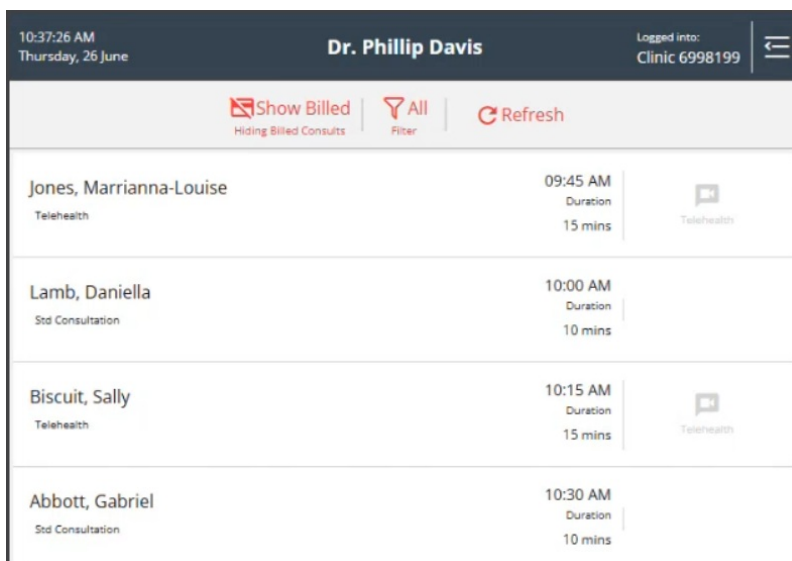 10:37:26 AM
Thursday, 26 June
Dr. Phillip Davis
Logged into:
Clinic 6998199
Show Billed
Hiding Billed Consults
All
Filter
Refresh
Jones, Marrianna-Louise
Telehealth
09:45 AM
Duration
15 mins
Telehealth
Lamb, Daniella
Std Consultation
10:00 AM
Duration
10 mins
Biscuit, Sally
Telehealth
10:15 AM
Duration
15 mins
Telehealth
Abbott, Gabriel
Std Consultation
10:30 AM
Duration
10 mins